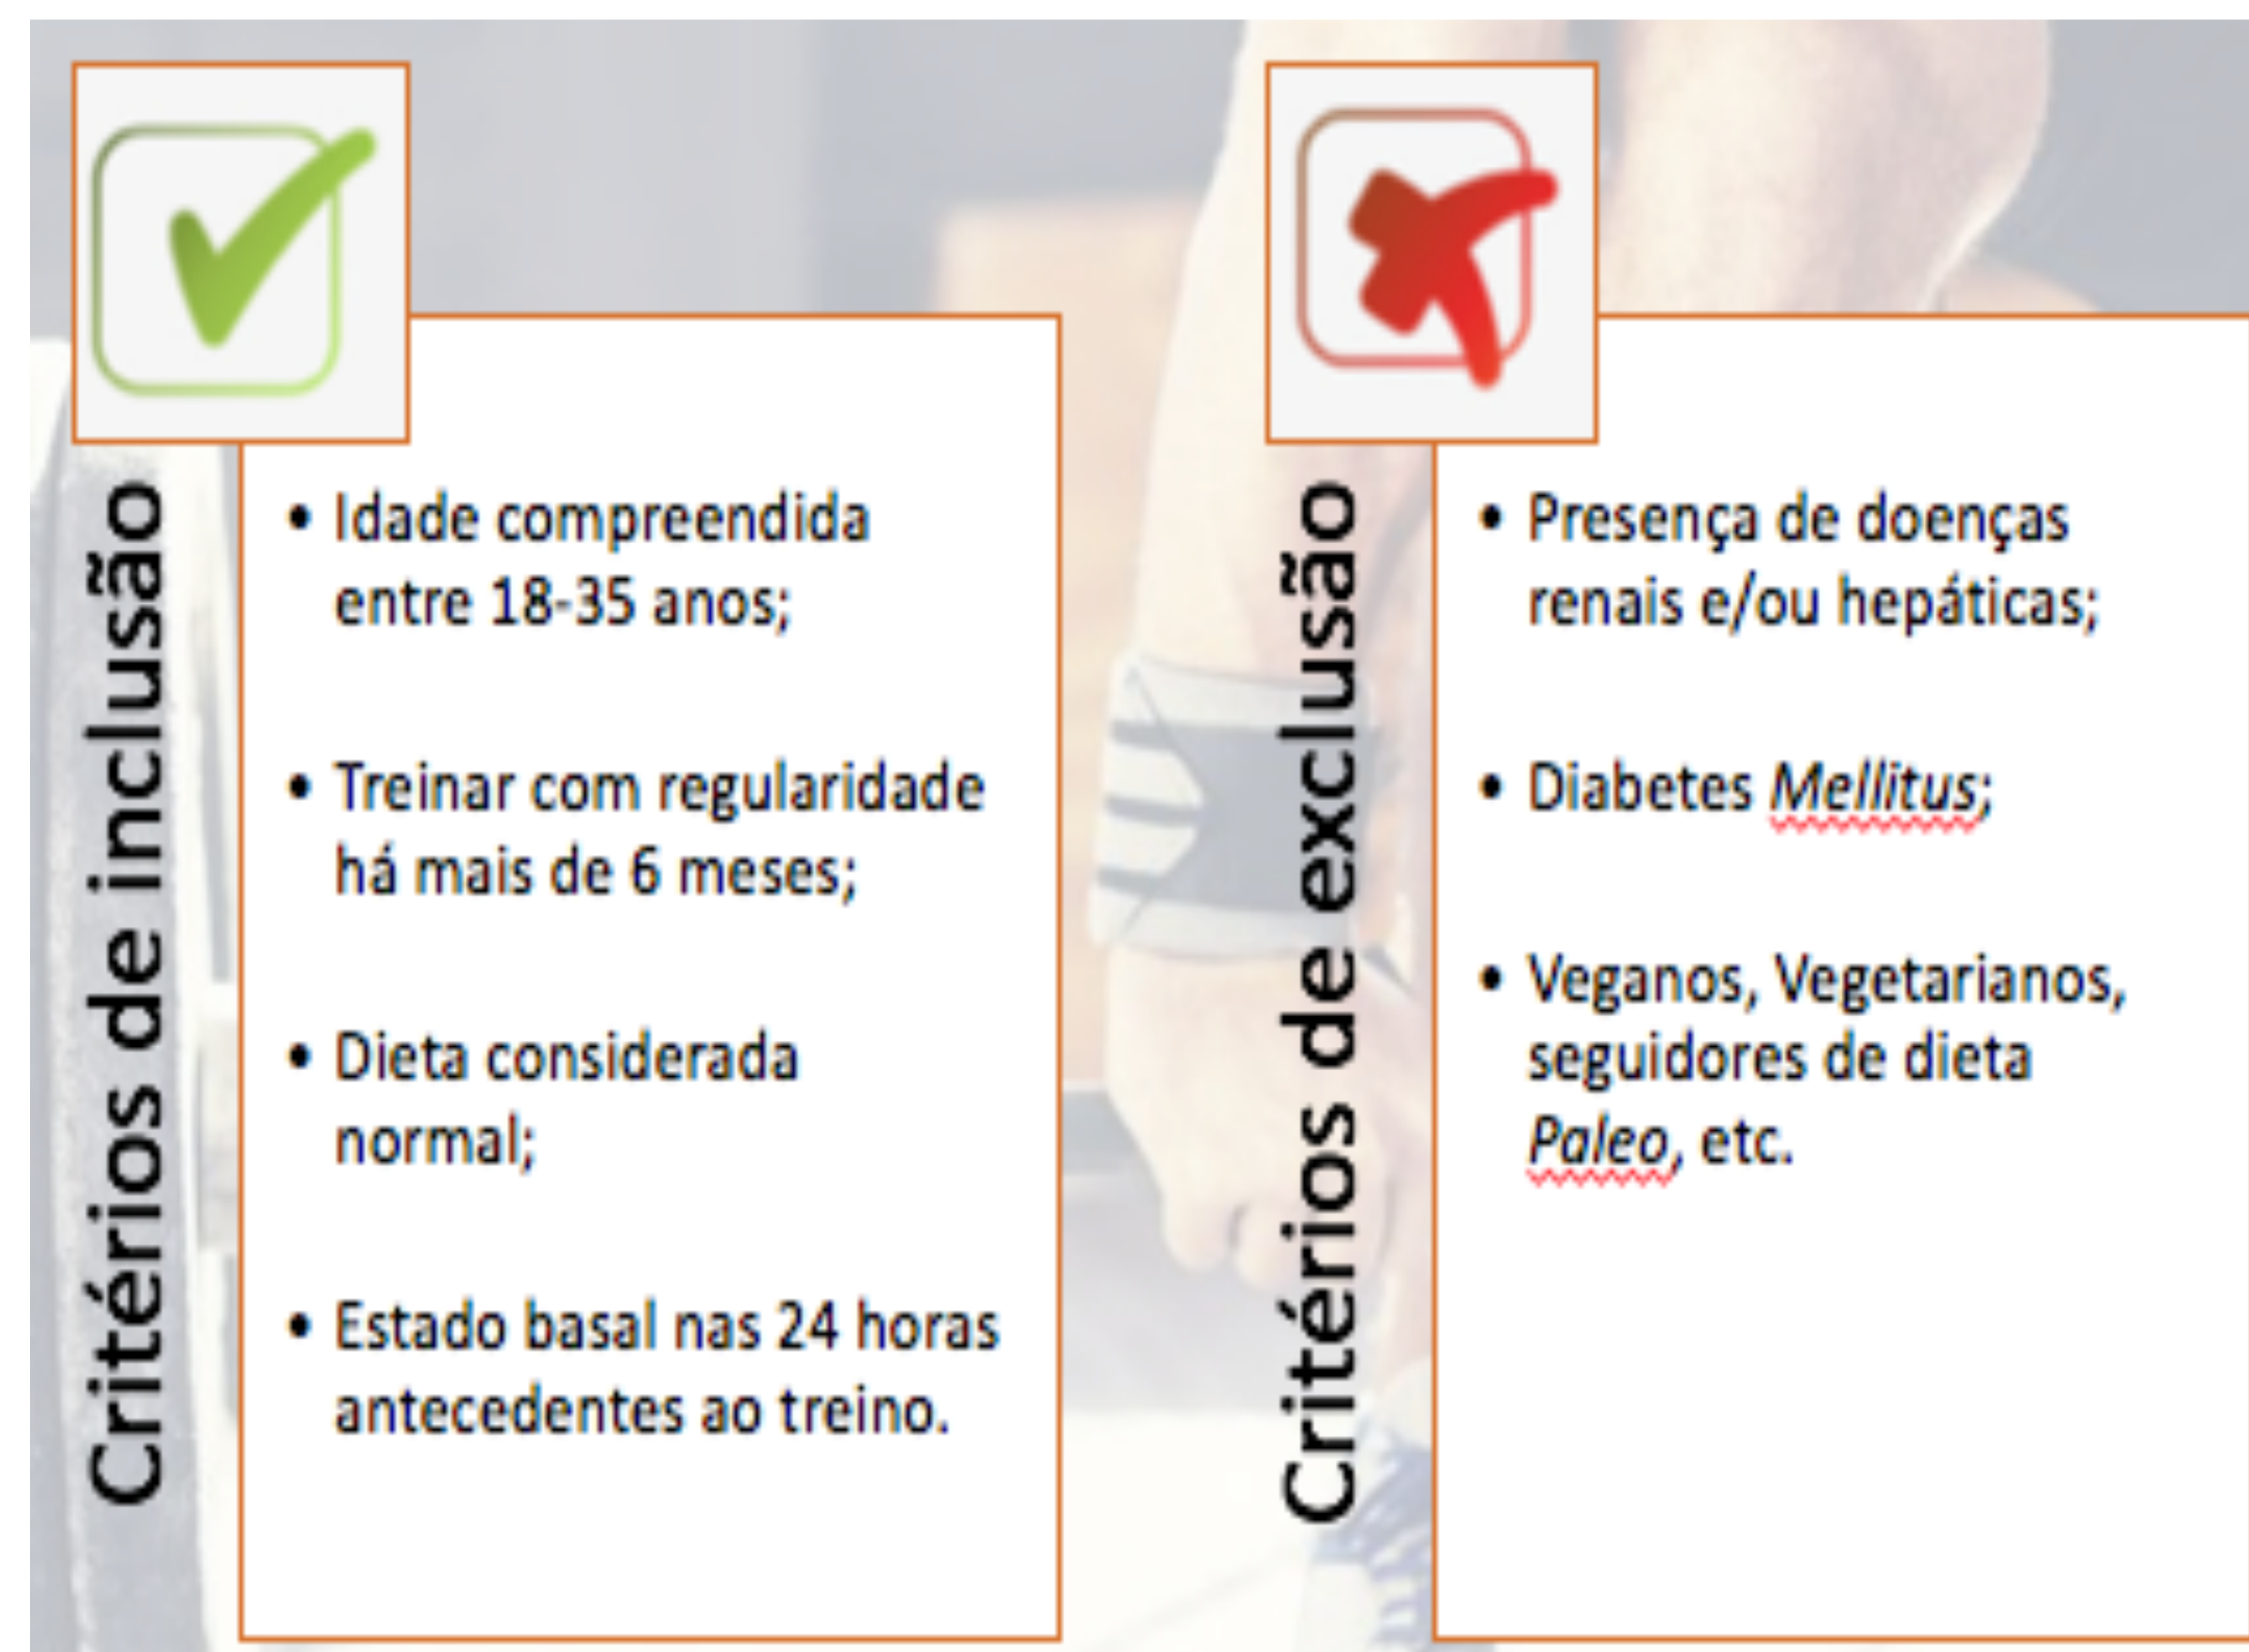 Critérios de inclusão
• Idade compreendida
entre 18-35 anos;
• Treinar com regularidade
há mais de 6 meses;
• Dieta considerada
normal;
• Estado basal nas 24 horas
antecedentes ao treino.
Critérios de exclusão
• Presença de doenças
renais e/ou hepáticas;
• Diabetes Mellitus;
• Veganos, Vegetarianos,
seguidores de dieta
Paleo, etc.